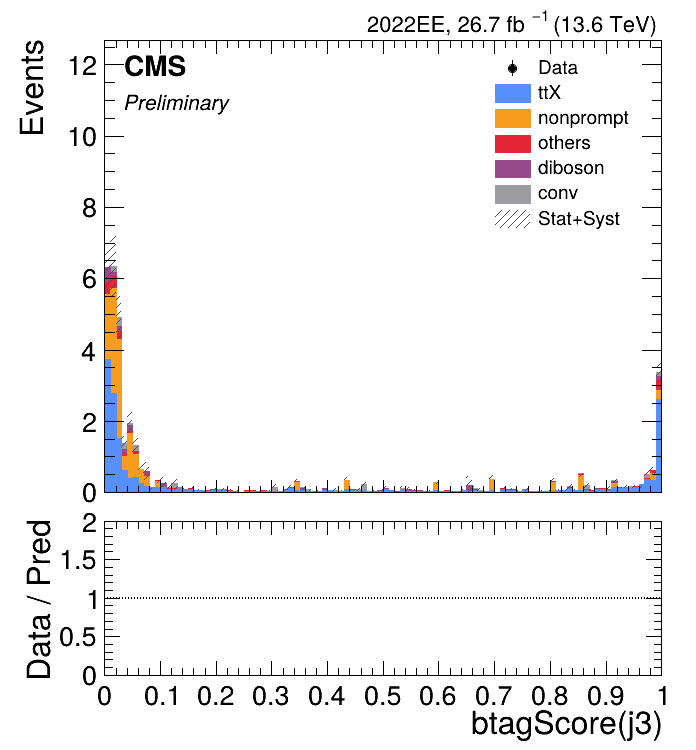 2022EE, 26.7 fb⁻¹ (13.6 TeV)
Events
12
10
8
6
4
2
0
CMS
Preliminary
Data
ttX
nonprompt
others
diboson
conv
Stat+Syst
Data / Pred
2
1.5
1
0.5
0
0 0.1 0.2 0.3 0.4 0.5 0.6 0.7 0.8 0.9 1
btagScore(j3)